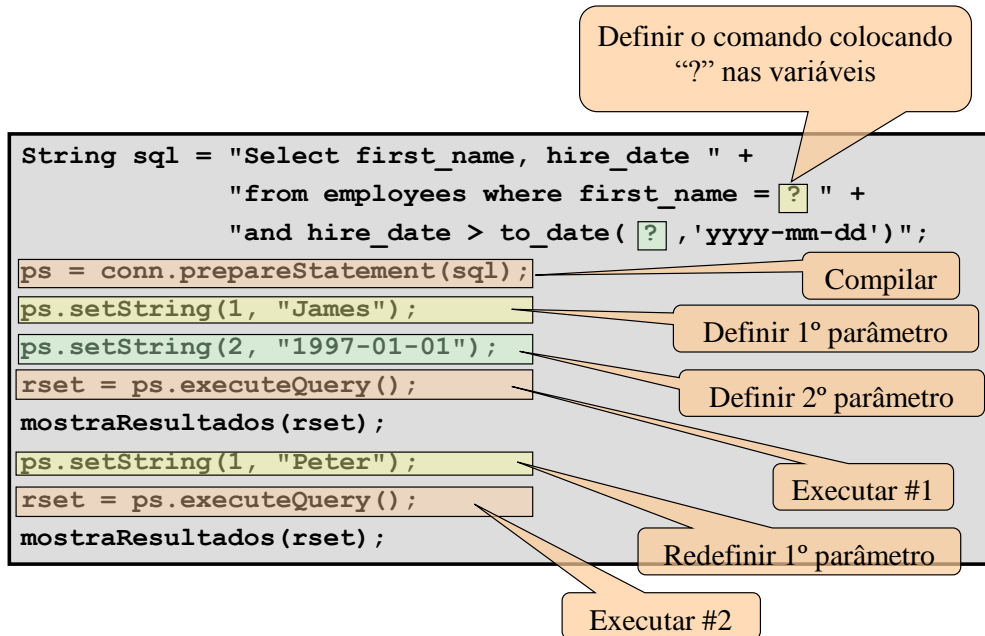 Definir o comando colocando
“?” nas variáveis
String sql = "Select first_name, hire_date " +
"from employees where first_name = ? " +
"and hire_date > to_date( ? ,'yyyy-mm-dd')";
ps = conn.prepareStatement(sql);
Compilar
ps.setString(1, "James");
Definir 1º parâmetro
ps.setString(2, "1997-01-01");
Definir 2º parâmetro
rset = ps.executeQuery();
mostraResultados(rset);
ps.setString(1, "Peter");
Executar #1
rset = ps.executeQuery();
mostraResultados(rset);
Redefinir 1º parâmetro
Executar #2